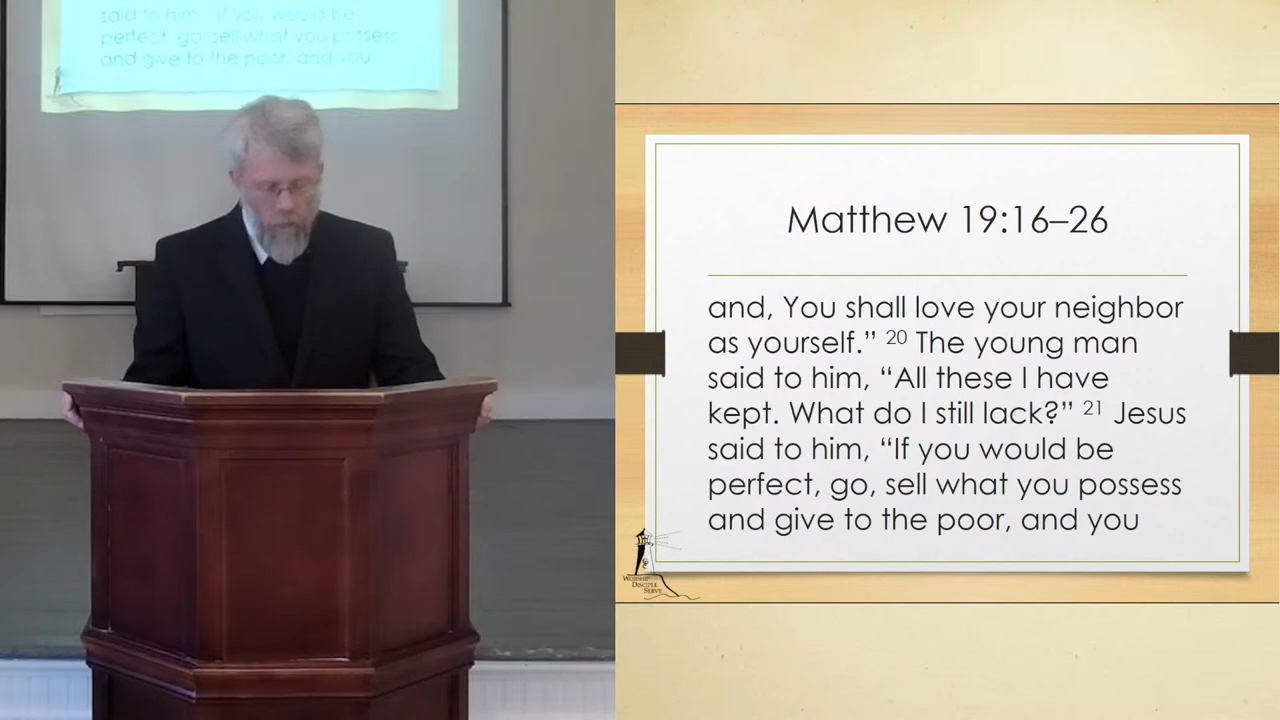 said to him, “If you would be
perfect, go, sell what you possess
and give to the poor, and you
Matthew 19:16–26
and, You shall love your neighbor
as yourself.” 20 The young man
said to him, “All these I have
kept. What do I still lack?” 21 Jesus
said to him, “If you would be
perfect, go, sell what you possess
and give to the poor, and you
WORSHIP
DISCIPLE
SERVE